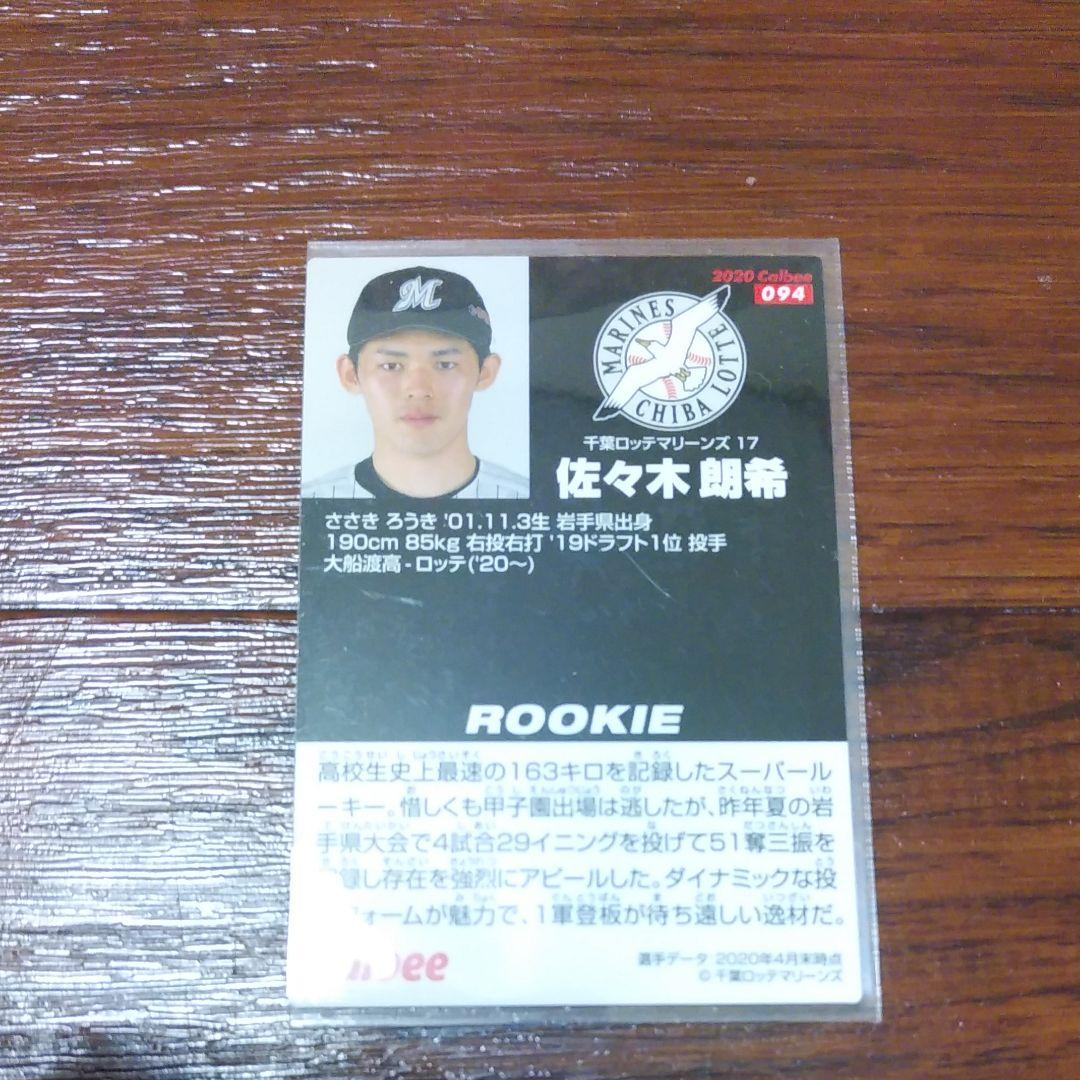 M
2020 Calbee
094
MARINES
CHIBA LOTTE
千葉ロッテマリーンズ 17
佐々木 朗希
ささき ろうき '01.11.3生 岩手県出身
190cm 85kg 右投右打 '19ドラフト1位 投手
大船渡高 - ロッテ('20〜)
ROOKIE
高校生史上最速の163キロを記録したスーパール
ーキー。惜しくも甲子園出場は逃したが、昨年夏の岩
手県大会で4試合29イニングを投げて51奪三振を
録し存在を強烈にアピールした。ダイナミックな投
ォームが魅力で、1軍登板が待ち遠しい逸材だ。
bee
選手データ 2020年4月末時点
© 千葉ロッテマリーンズ